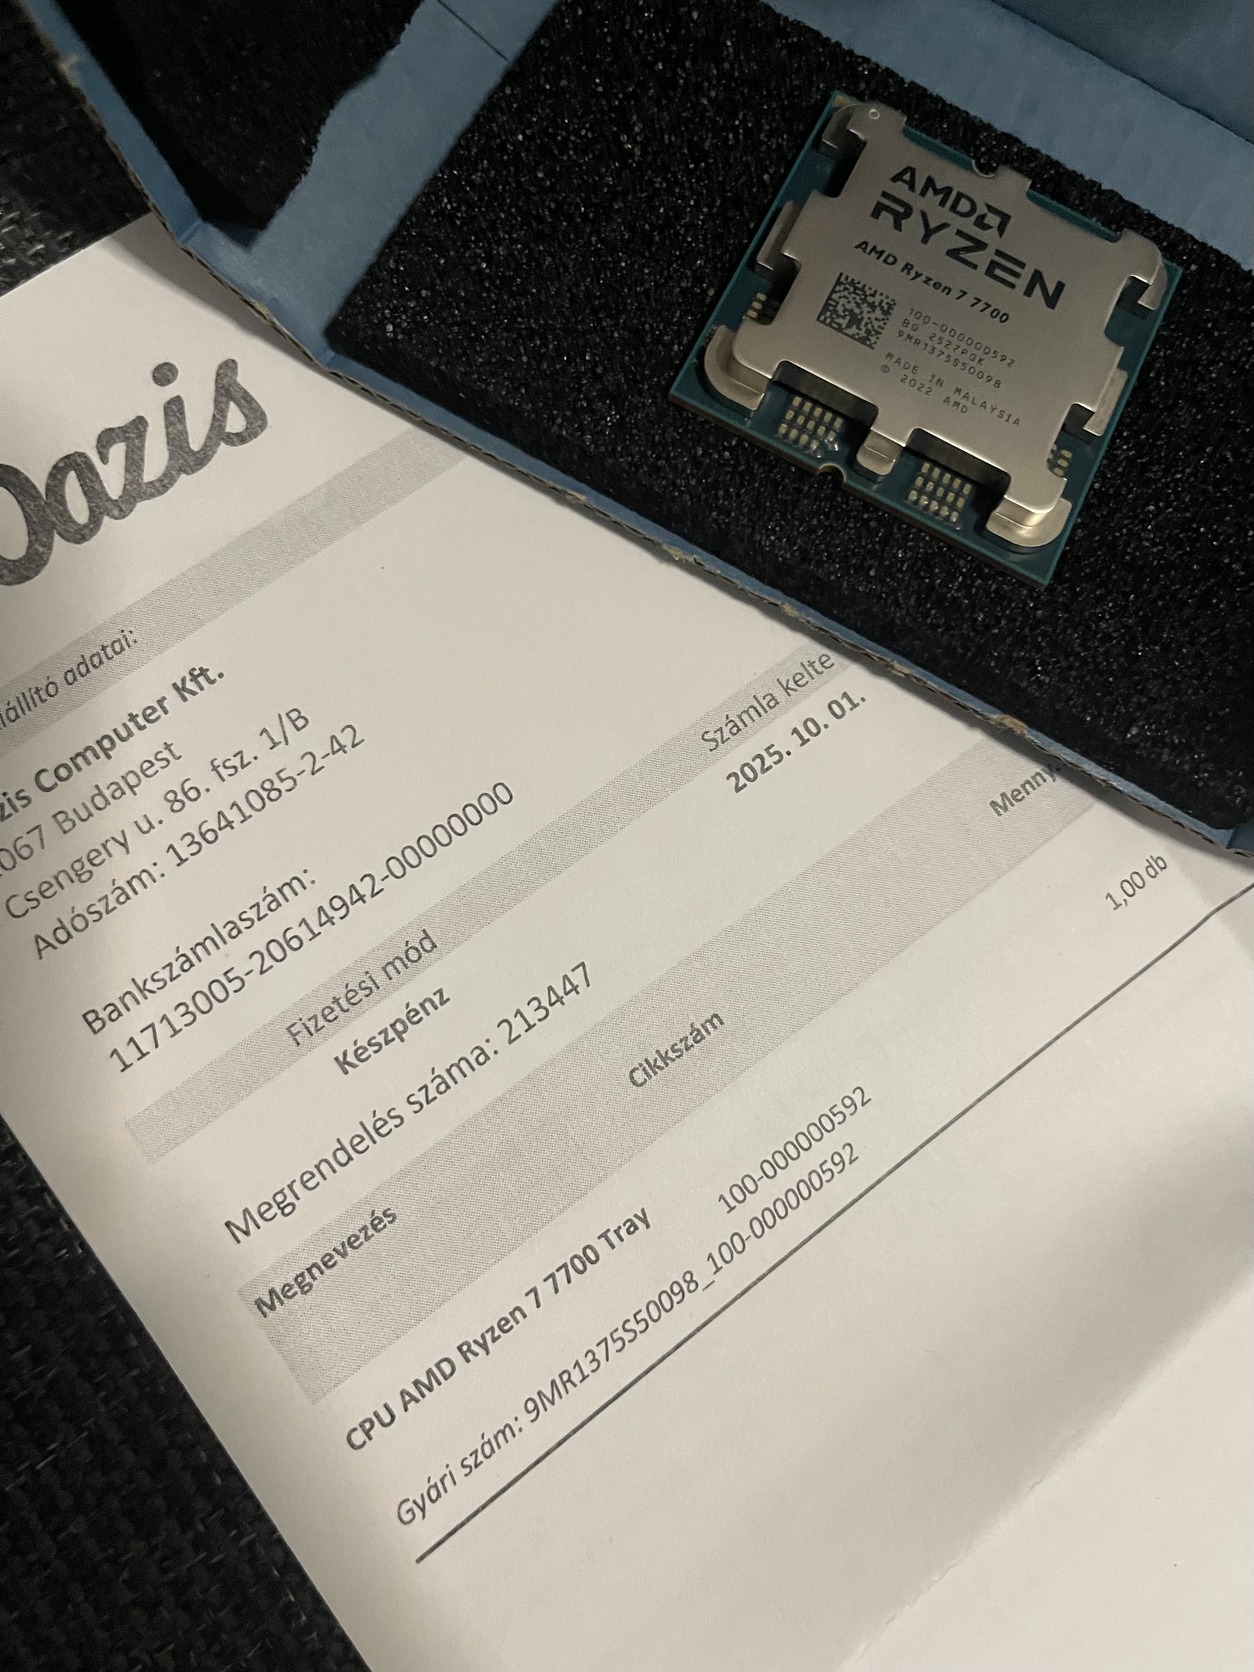 AMD
RYZEN
AMD Ryzen 7 7700
100-000000592
BG 2527PGK
9MR1375S50098
MADE IN MALAYSIA
© 2022 AMD
Oazis
adatai:
Computer Kft.
Budapest
Csengery u. 86. fsz. 1/B
Adószám: 13641085-2-42
Bankszámlaszám:
11713005-20614942-00000000
Fizetési mód
Számla kelte
Készpénz
2025. 10. 01.
Megrendelés száma: 213447
Megnevezés
Cikkszám
Menny.
CPU AMD Ryzen 7 7700 Tray
100-000000592
1,00 db
Gyári szám: 9MR1375S50098_100-000000592